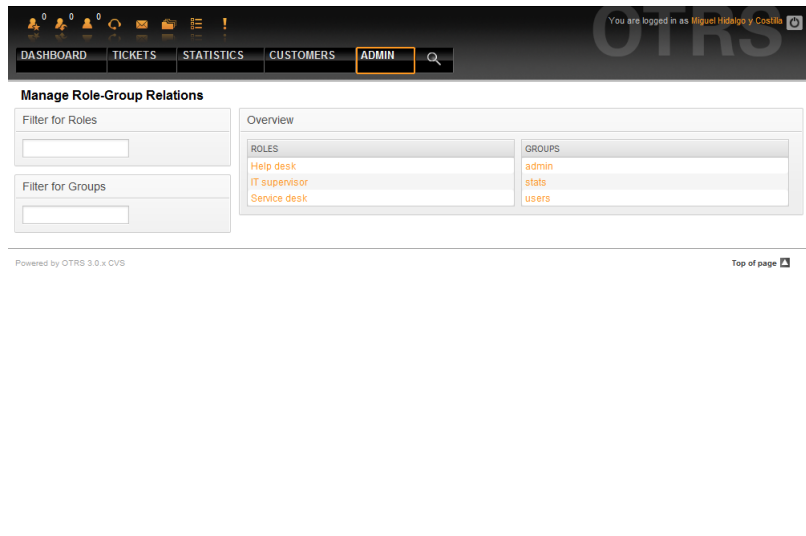 0 0 0
You are logged in as Miguel Hidalgo y Costilla
OTRS
DASHBOARD TICKETS STATISTICS CUSTOMERS ADMIN
Manage Role-Group Relations
Filter for Roles
Filter for Groups
Overview
ROLES GROUPS
Help desk admin
IT supervisor stats
Service desk users
Powered by OTRS 3.0.x CVS
Top of page